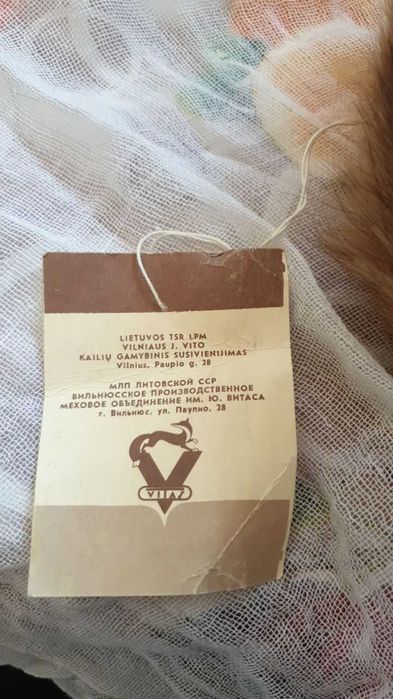 LIETUVOS TSR LPM
VILNIAUS J. VITO
KAILIŲ GAMYBINIS SUSIVIENIJIMAS
Vilnius, Paupio g. 28
МЛП ЛИТОВСКОЙ ССР
ВИЛЬНЮССКОЕ ПРОИЗВОДСТВЕННОЕ
МЕХОВОЕ ОБЪЕДИНЕНИЕ ИМ. Ю. ВИТАСА
г. Вильнюс, ул. Паупио, 28
VITAS